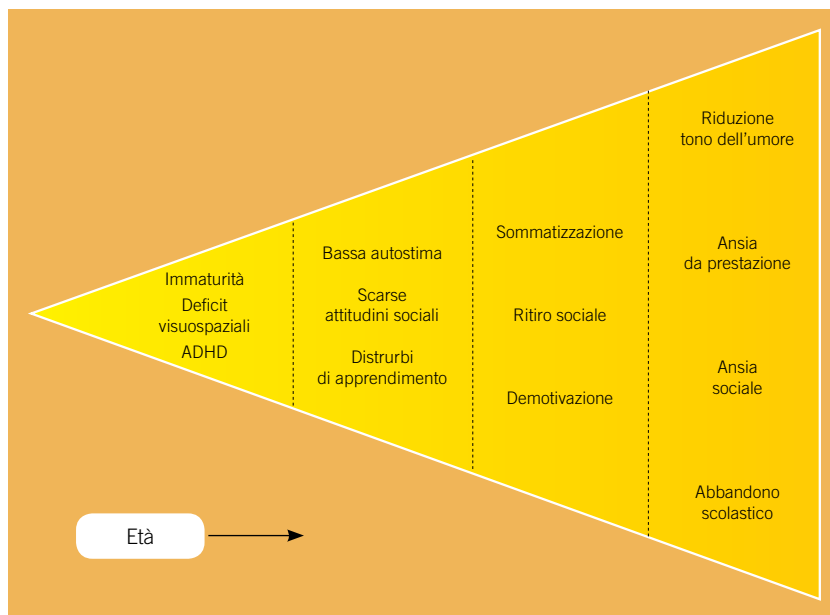 Immaturità
Deficit
visuospaziali
ADHD
Bassa autostima
Scarse
attitudini sociali
Distrurbi
di apprendimento
Sommatizzazione
Ritiro sociale
Demotivazione
Riduzione
tono dell'umore
Ansia
da prestazione
Ansia
sociale
Abbandono
scolastico
Età